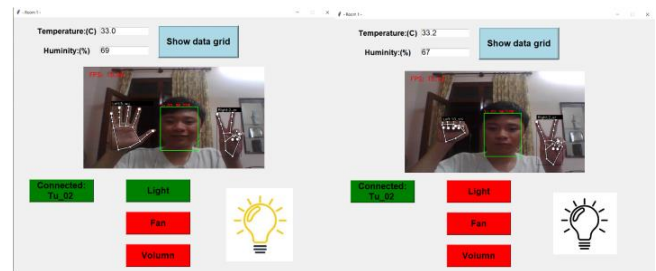 Temperature:(C) 33.0
Huminity:(%) 69
Show data grid
Connected:
Tu_02
Light
Fan
Volumn
Temperature:(C) 33.2
Huminity:(%) 67
Show data grid
Connected:
Tu_02
Light
Fan
Volumn